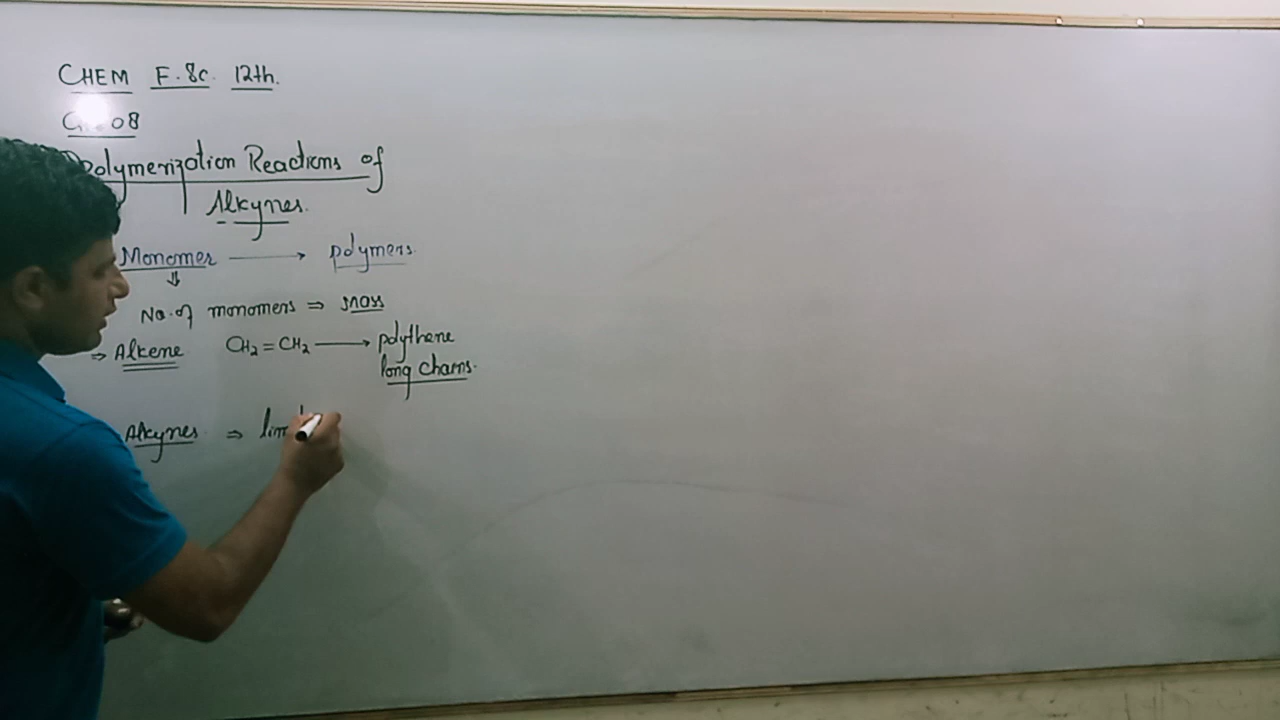 CHEM F.Sc. 12th.
08
Polymerization Reactions of
Alkynes.
Monomer → polymers.
⇓
No. of monomers ⇒ mass
⇒ Alkene CH₂ = CH₂ → polythene
long chains.
Alkynes ⇒ lim